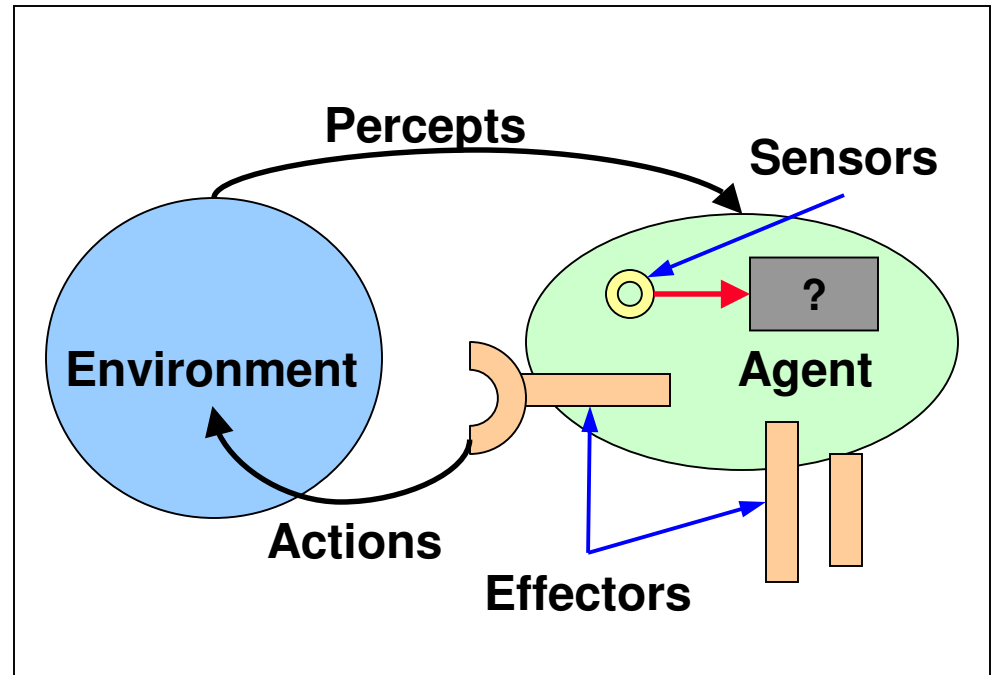 Percepts
Sensors
?
Environment
Agent
Actions
Effectors